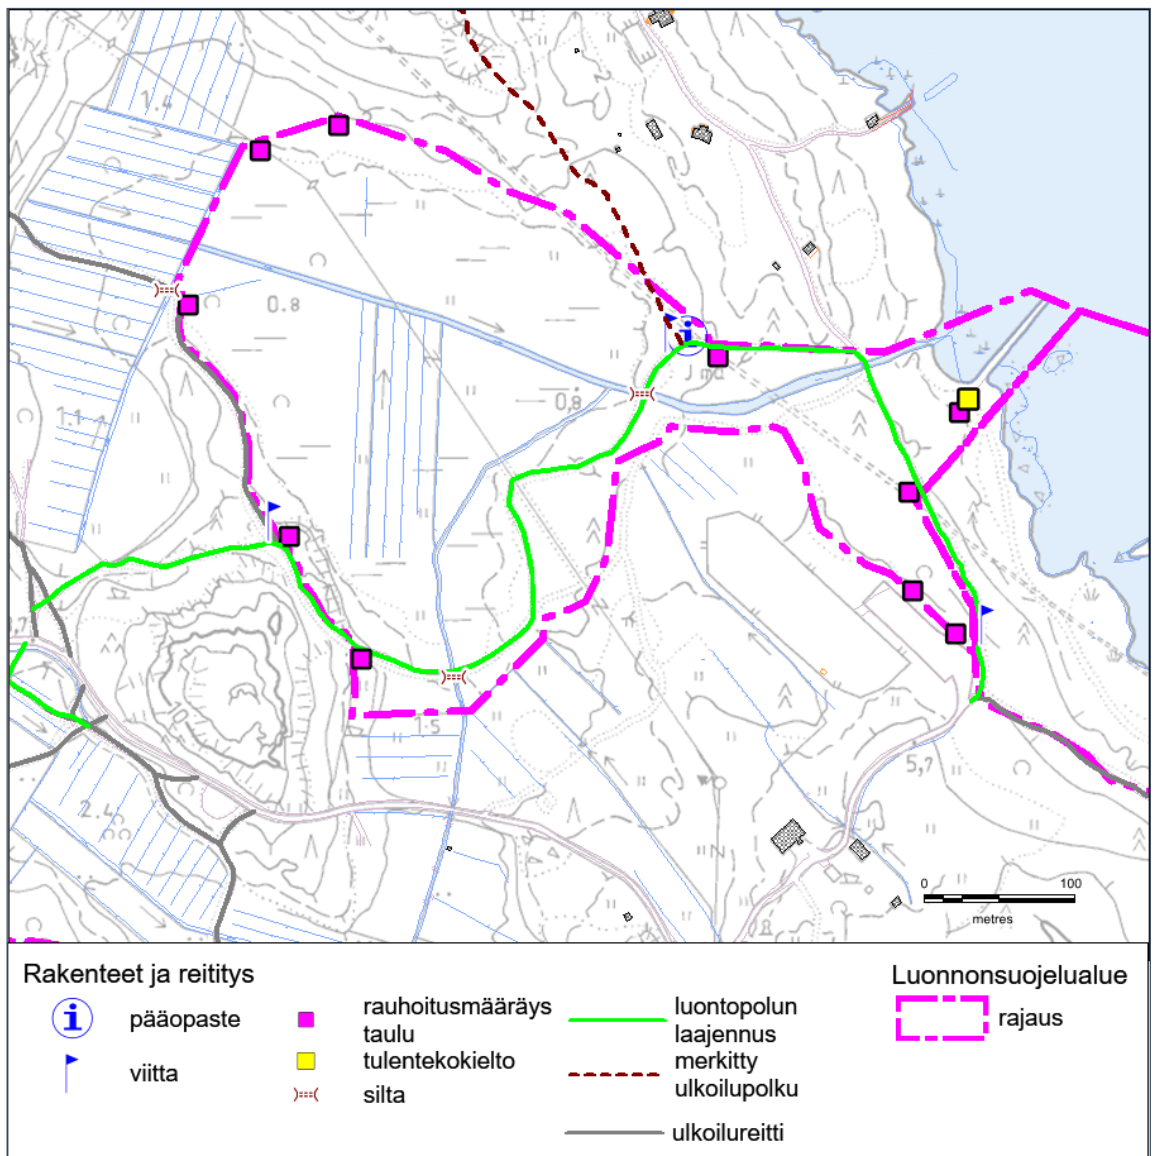 1.4
0.8
1.1
0,8
1.5
2.4
5,7
0 100
metres
Rakenteet ja reititys
pääopaste
viitta
rauhoitusmääräys
taulu
tulentekokielto
silta
luontopolun
laajennus
merkitty
ulkoilupolku
ulkoilureitti
Luonnonsuojelualue
rajaus